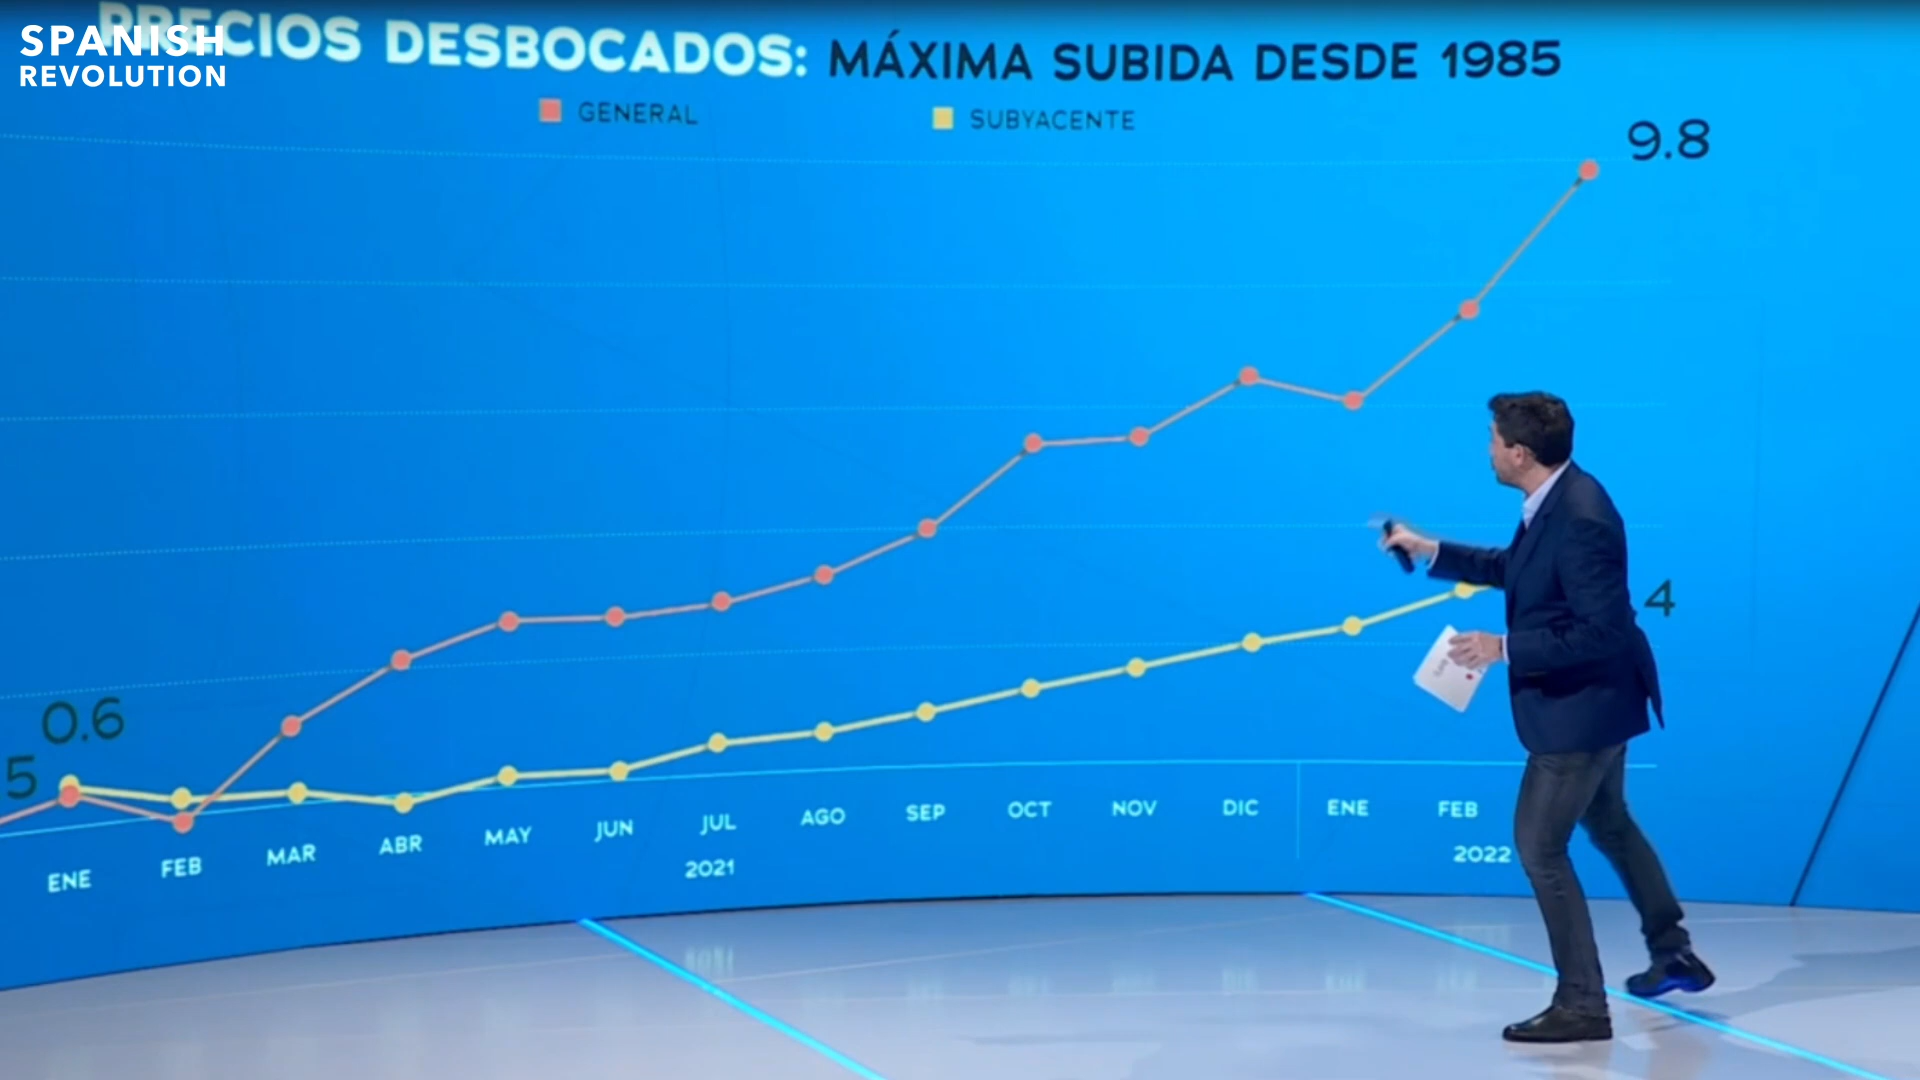 SPANISH
REVOLUTION
PRECIOS DESBOCADOS: MÁXIMA SUBIDA DESDE 1985
GENERAL
SUBYACENTE
9.8
4
0.6
5
ENE
FEB
MAR
ABR
MAY
JUN
JUL
AGO
SEP
OCT
NOV
DIC
ENE
FEB
2021
2022